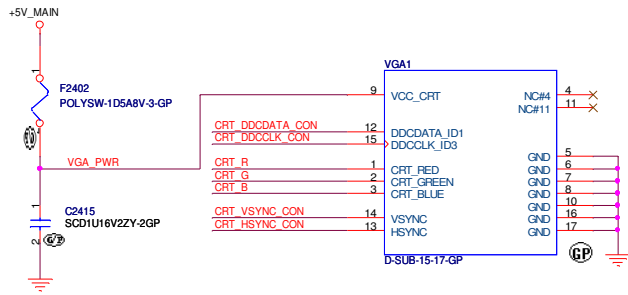 +5V_MAIN
1
F2402
POLYSW-1D5A8V-3-GP
VGA_PWR
1
C2415
SCD1U16V2ZY-2GP
2
G/P
VGA1
9 VCC_CRT
4 NC#4
11 NC#11
CRT_DDCDATA_CON 12 DDCDATA_ID1
CRT_DDCCLK_CON 15 DDCCLK_ID3
CRT_R 1 CRT_RED
CRT_G 2 CRT_GREEN
CRT_B 3 CRT_BLUE
CRT_VSYNC_CON 14 VSYNC
CRT_HSYNC_CON 13 HSYNC
GND 5
GND 6
GND 7
GND 8
GND 10
GND 16
GND 17
D-SUB-15-17-GP
GP